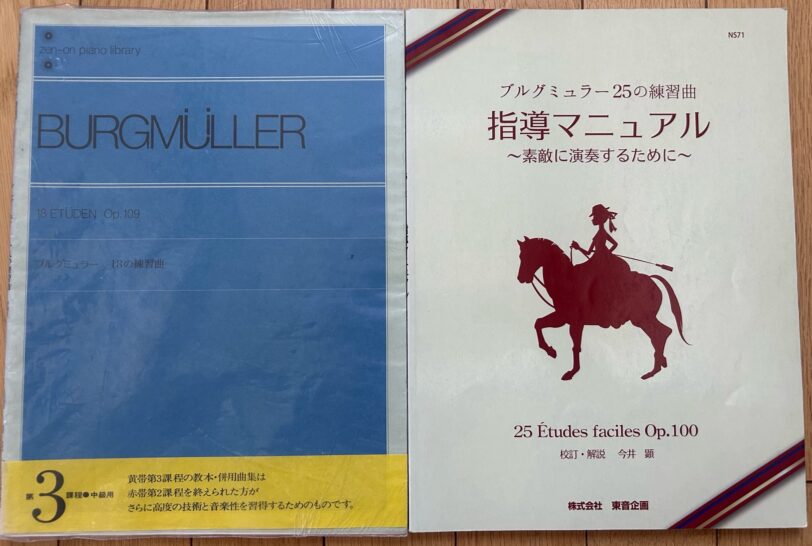 zen-on piano library
BURGMÜLLER
18 ETÜDEN Op.109
ブルグミュラー 18の練習曲
第3課程●中級用
黄帯第3課程の教本・併用曲集は
赤帯第2課程を終えられた方が
さらに高度の技術と音楽性を習得するためのものです。
NS71
ブルグミュラー25の練習曲
指導マニュアル
〜素敵に演奏するために〜
25 Études faciles Op.100
校訂・解説 今井 顕
株式会社 東音企画